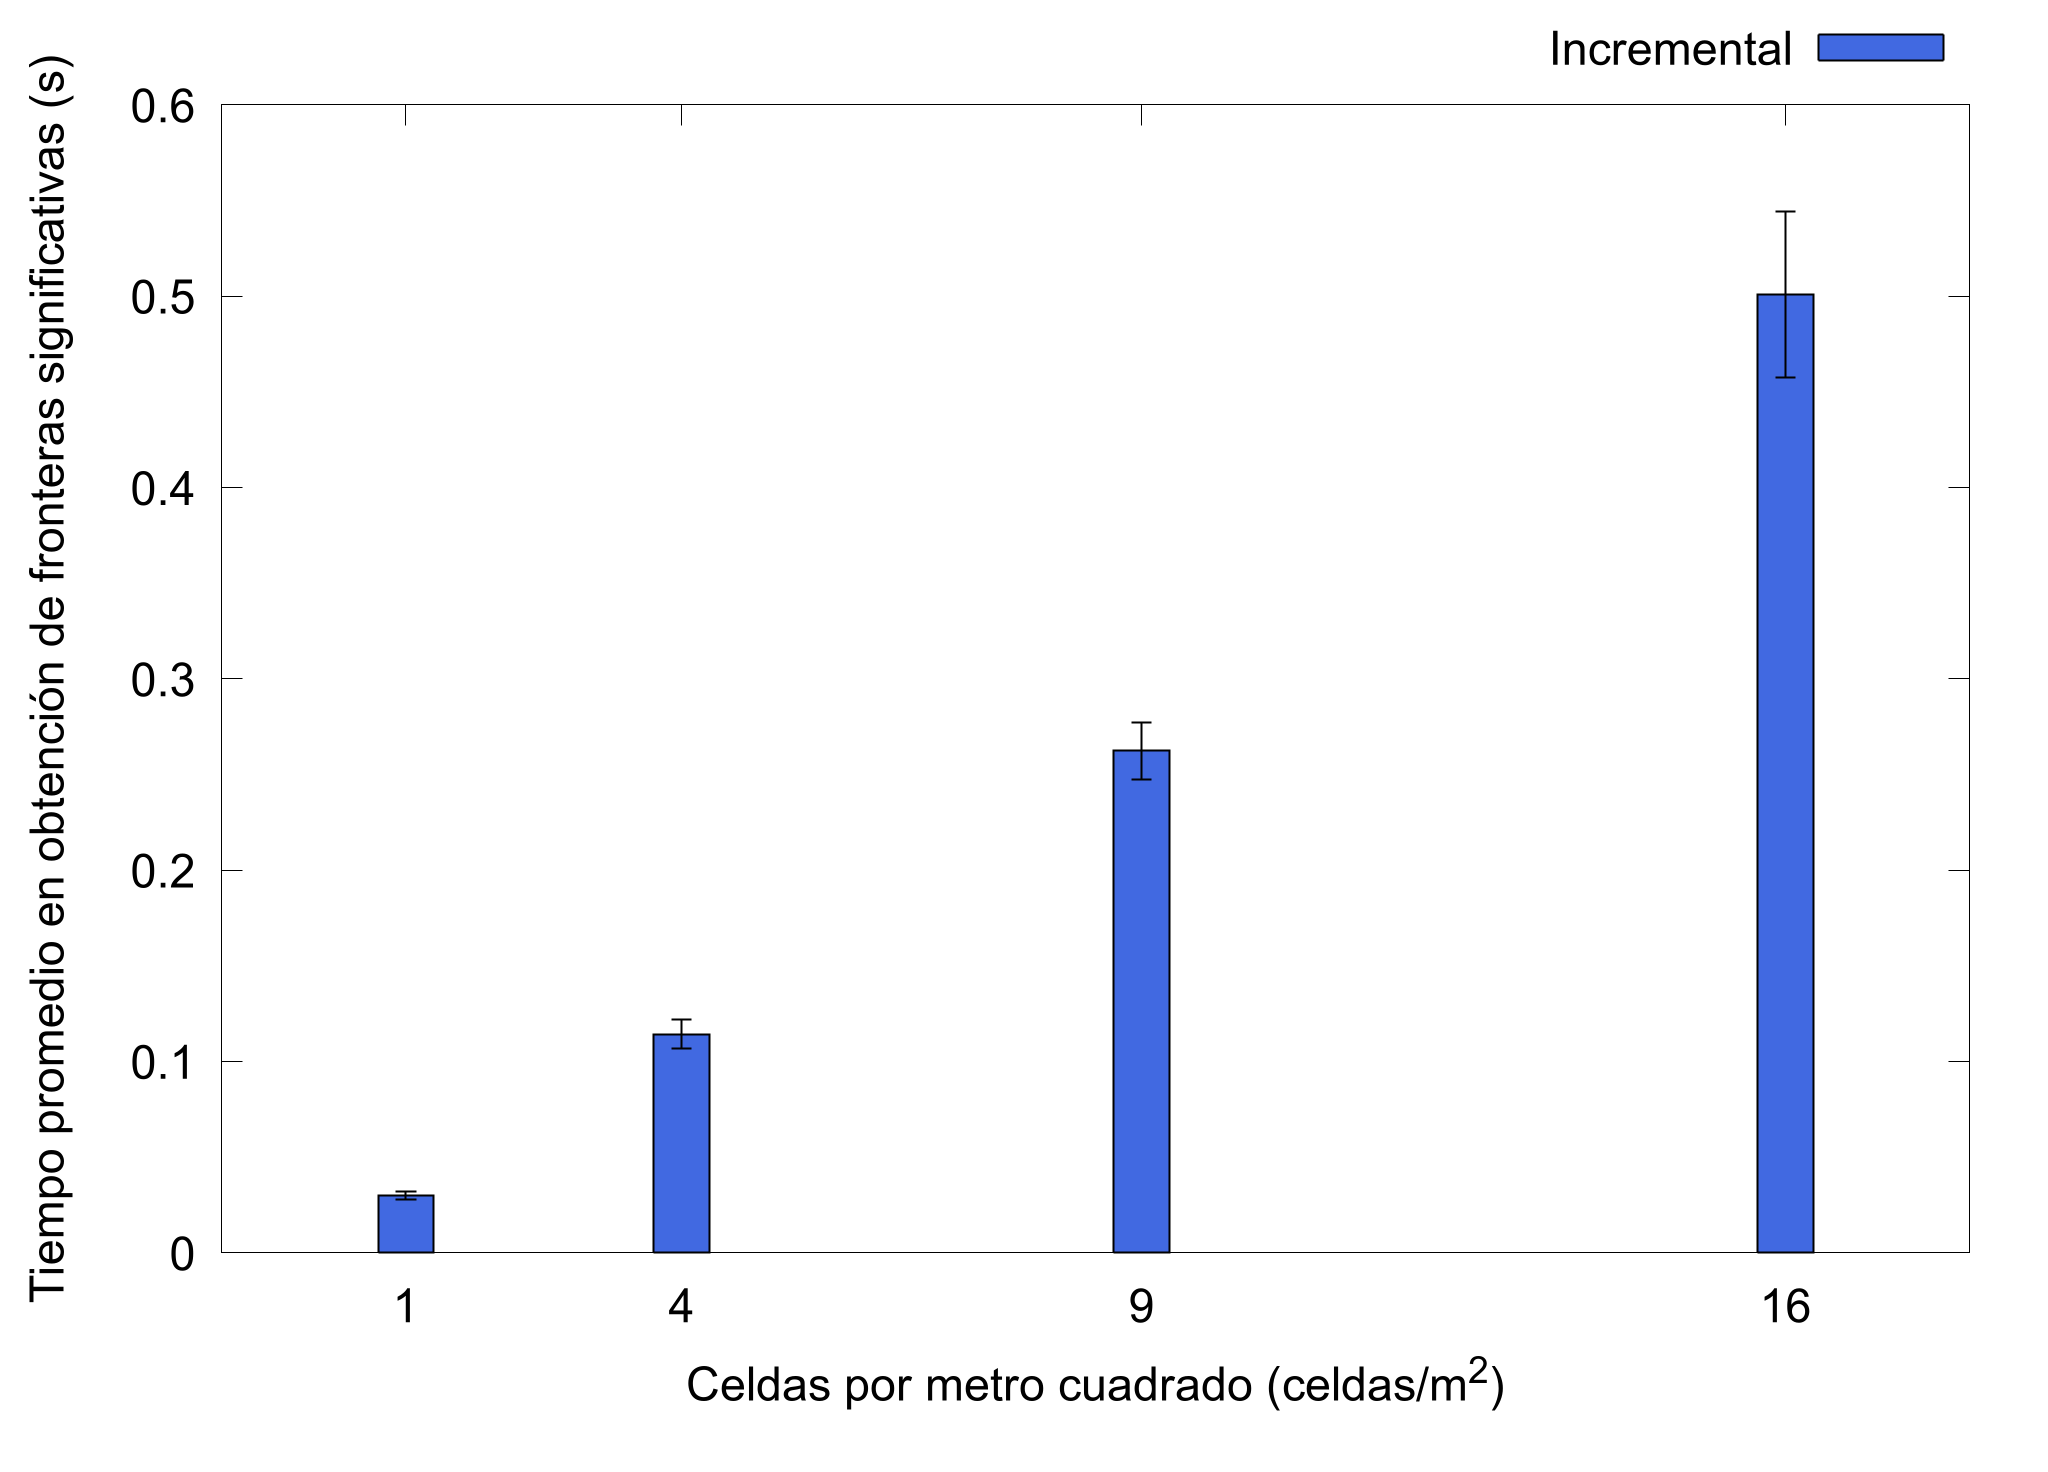 Incremental
Tiempo promedio en obtención de fronteras significativas (s)
0.6
0.5
0.4
0.3
0.2
0.1
0
1 4 9 16
Celdas por metro cuadrado (celdas/m²)